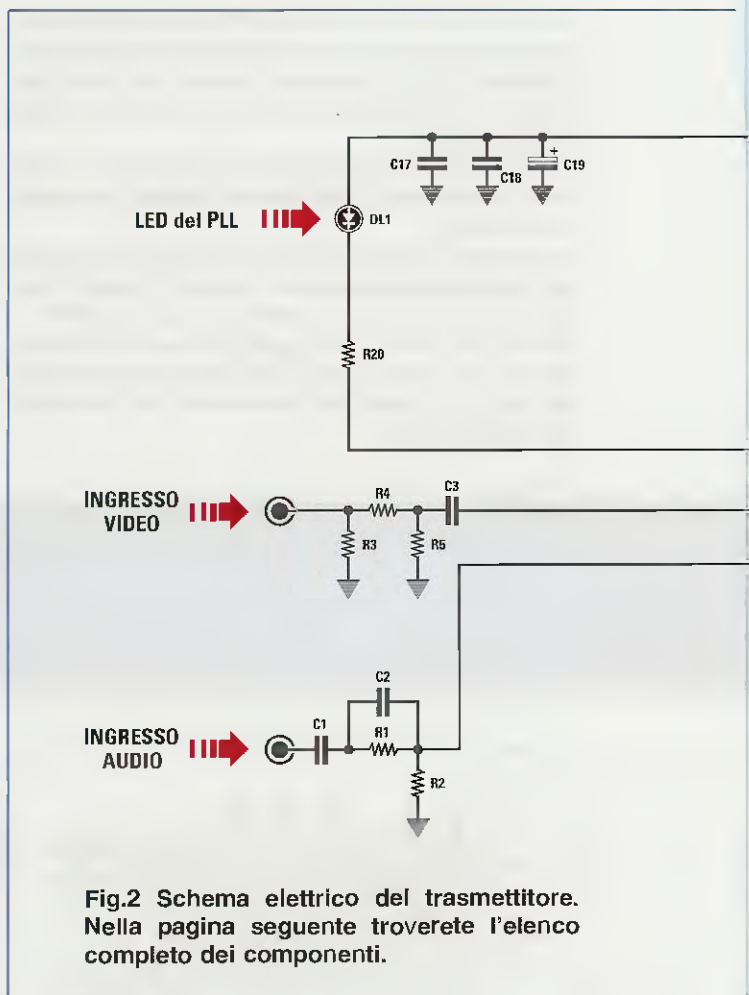 C17
C18
+
C19
LED del PLL
DL1
R20
INGRESSO
VIDEO
R4
C3
R3
R5
C2
INGRESSO
AUDIO
C1
R1
R2
Fig.2 Schema elettrico del trasmettitore.
Nella pagina seguente troverete l'elenco
completo dei componenti.